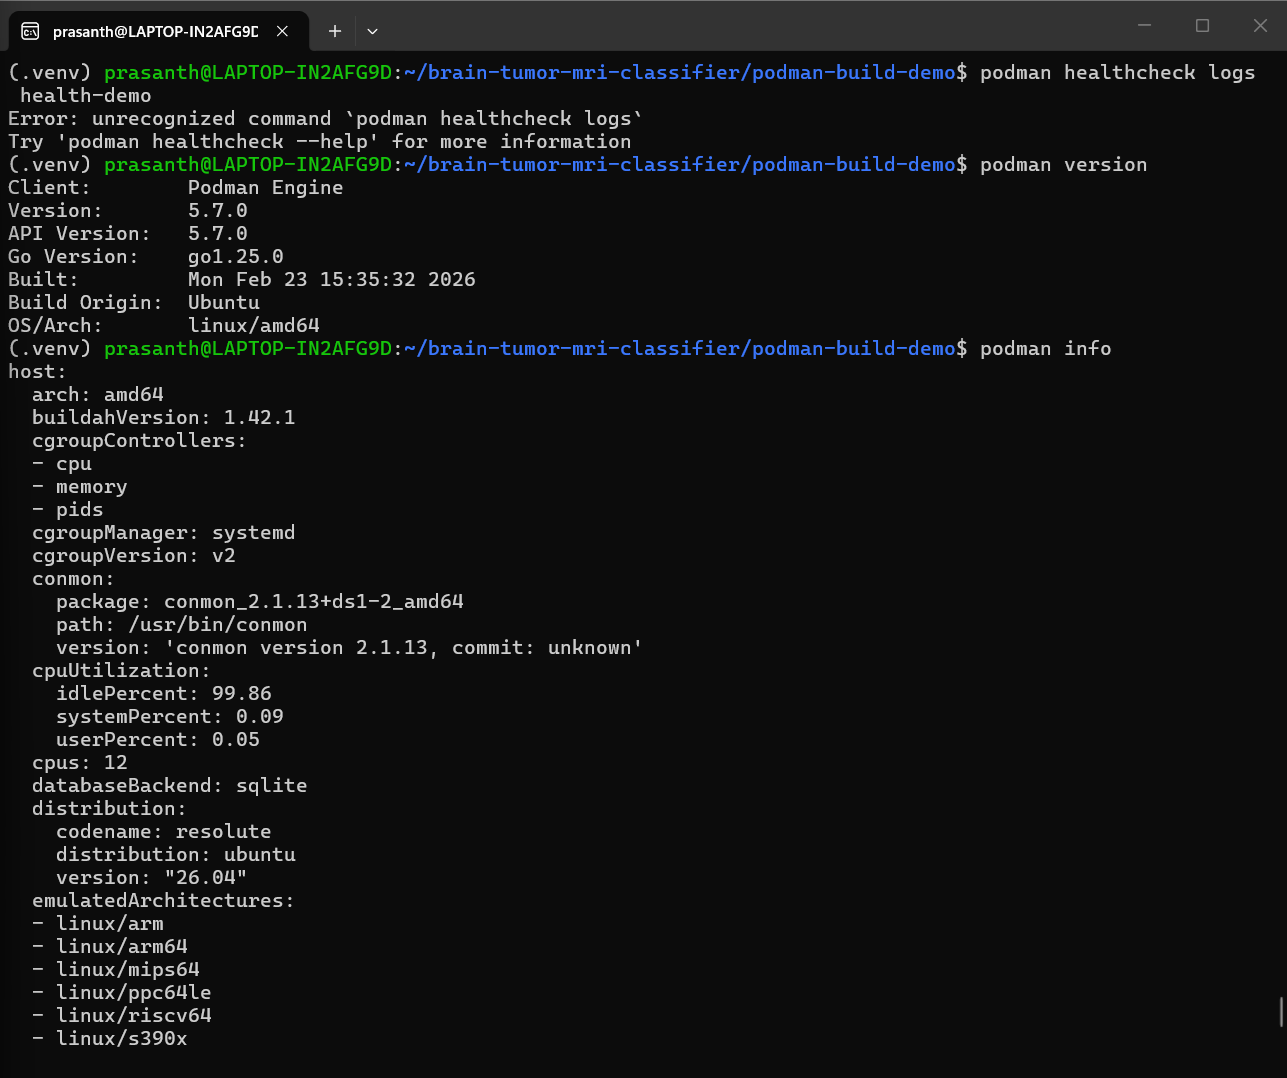 prasanth@LAPTOP-IN2AFG9D
(.venv) prasanth@LAPTOP-IN2AFG9D:~/brain-tumor-mri-classifier/podman-build-demo$ podman healthcheck logs
 health-demo
Error: unrecognized command `podman healthcheck logs`
Try 'podman healthcheck --help' for more information
(.venv) prasanth@LAPTOP-IN2AFG9D:~/brain-tumor-mri-classifier/podman-build-demo$ podman version
Client:        Podman Engine
Version:       5.7.0
API Version:   5.7.0
Go Version:    go1.25.0
Built:         Mon Feb 23 15:35:32 2026
Build Origin:  Ubuntu
OS/Arch:       linux/amd64
(.venv) prasanth@LAPTOP-IN2AFG9D:~/brain-tumor-mri-classifier/podman-build-demo$ podman info
host:
  arch: amd64
  buildahVersion: 1.42.1
  cgroupControllers:
  - cpu
  - memory
  - pids
  cgroupManager: systemd
  cgroupVersion: v2
  conmon:
    package: conmon_2.1.13+ds1-2_amd64
    path: /usr/bin/conmon
    version: 'conmon version 2.1.13, commit: unknown'
  cpuUtilization:
    idlePercent: 99.86
    systemPercent: 0.09
    userPercent: 0.05
  cpus: 12
  databaseBackend: sqlite
  distribution:
    codename: resolute
    distribution: ubuntu
    version: "26.04"
  emulatedArchitectures:
  - linux/arm
  - linux/arm64
  - linux/mips64
  - linux/ppc64le
  - linux/riscv64
  - linux/s390x